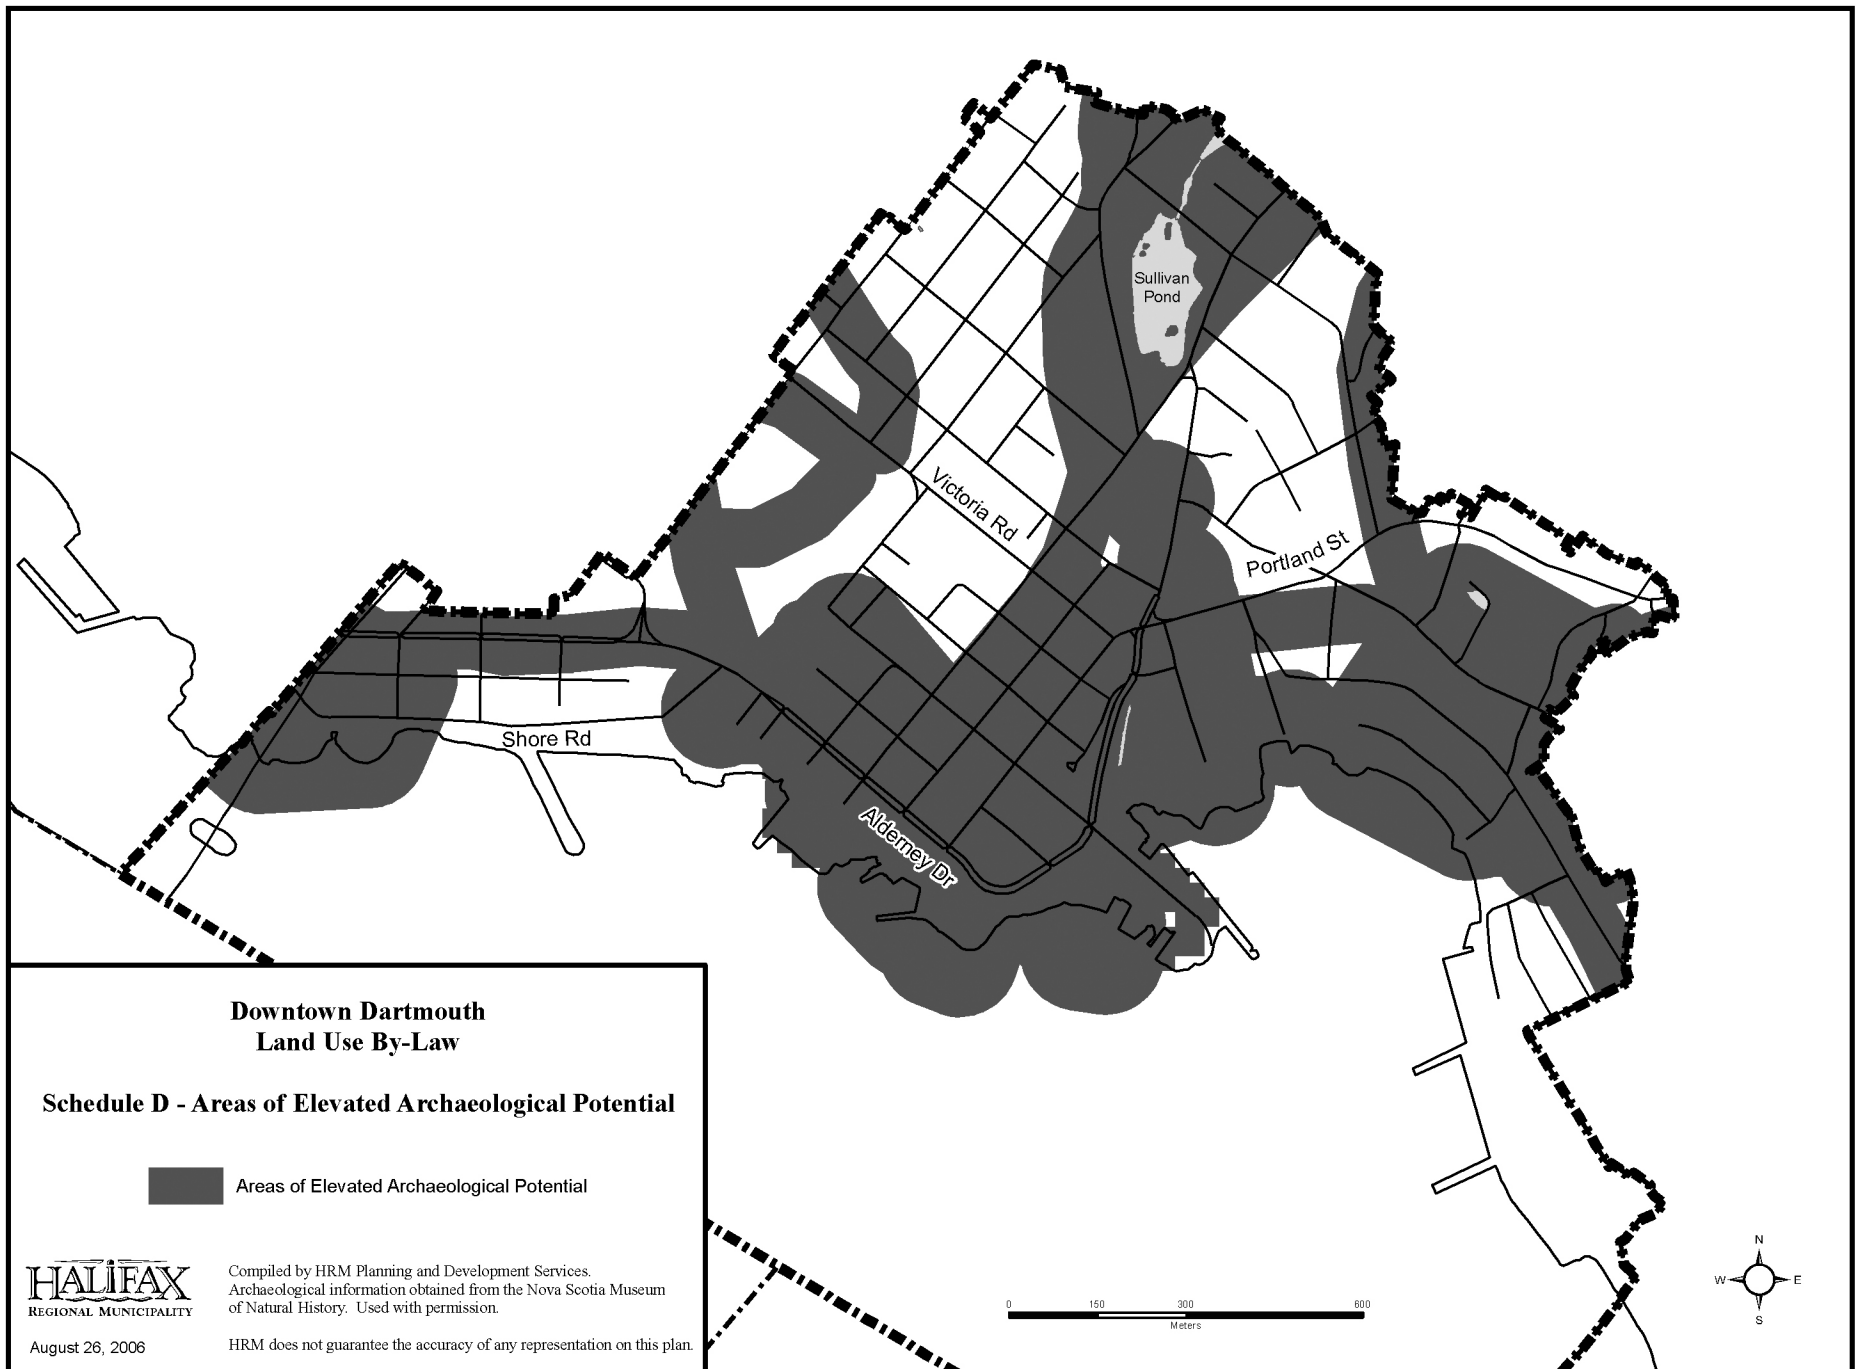 Sullivan
Pond
Victoria Rd
Portland St
Shore Rd
Alderney Dr
Downtown Dartmouth
Land Use By-Law
Schedule D - Areas of Elevated Archaeological Potential
Areas of Elevated Archaeological Potential
HALIFAX
REGIONAL MUNICIPALITY
Compiled by HRM Planning and Development Services.
Archaeological information obtained from the Nova Scotia Museum
of Natural History. Used with permission.
August 26, 2006
HRM does not guarantee the accuracy of any representation on this plan.
0 150 300 600
Meters
N
W E
S